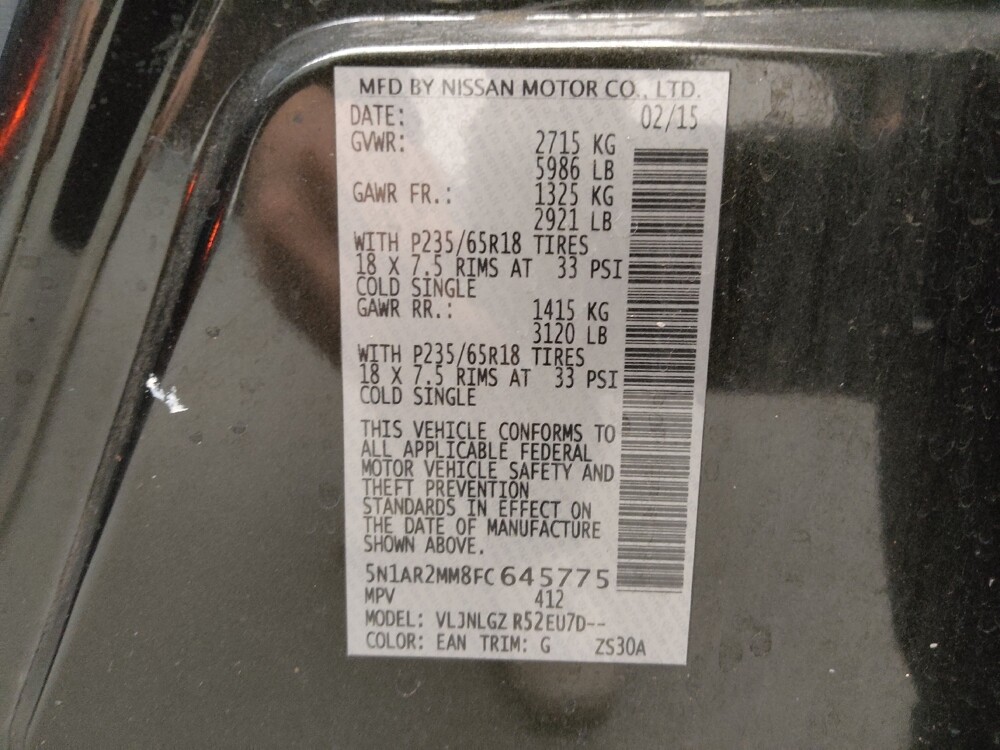 MFD BY NISSAN MOTOR CO., LTD.
DATE: 02/15
GVWR: 2715 KG
5986 LB
GAWR FR.: 1325 KG
2921 LB
WITH P235/65R18 TIRES
18 X 7.5 RIMS AT 33 PSI
COLD SINGLE
GAWR RR.: 1415 KG
3120 LB
WITH P235/65R18 TIRES
18 X 7.5 RIMS AT 33 PSI
COLD SINGLE
THIS VEHICLE CONFORMS TO
ALL APPLICABLE FEDERAL
MOTOR VEHICLE SAFETY AND
THEFT PREVENTION
STANDARDS IN EFFECT ON
THE DATE OF MANUFACTURE
SHOWN ABOVE.
5N1AR2MM8FC645775
MPV 412
MODEL: VLJNLGZ R52EU7D--
COLOR: EAN TRIM: G ZS30A